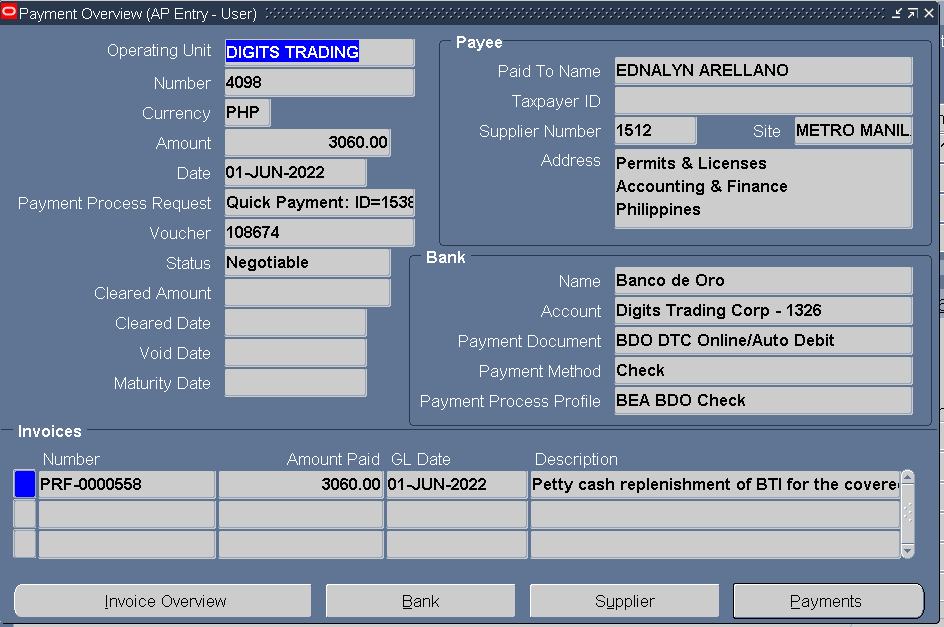 Payment Overview (AP Entry - User)
Operating Unit DIGITS TRADING
Number 4098
Currency PHP
Amount 3060.00
Date 01-JUN-2022
Payment Process Request Quick Payment: ID=1538
Voucher 108674
Status Negotiable
Cleared Amount
Cleared Date
Void Date
Maturity Date
Payee
Paid To Name EDNALYN ARELLANO
Taxpayer ID
Supplier Number 1512 Site METRO MANIL
Address Permits & Licenses
Accounting & Finance
Philippines
Bank
Name Banco de Oro
Account Digits Trading Corp - 1326
Payment Document BDO DTC Online/Auto Debit
Payment Method Check
Payment Process Profile BEA BDO Check
Invoices
Number Amount Paid GL Date Description
PRF-0000558 3060.00 01-JUN-2022 Petty cash replenishment of BTI for the covere
Invoice Overview Bank Supplier Payments